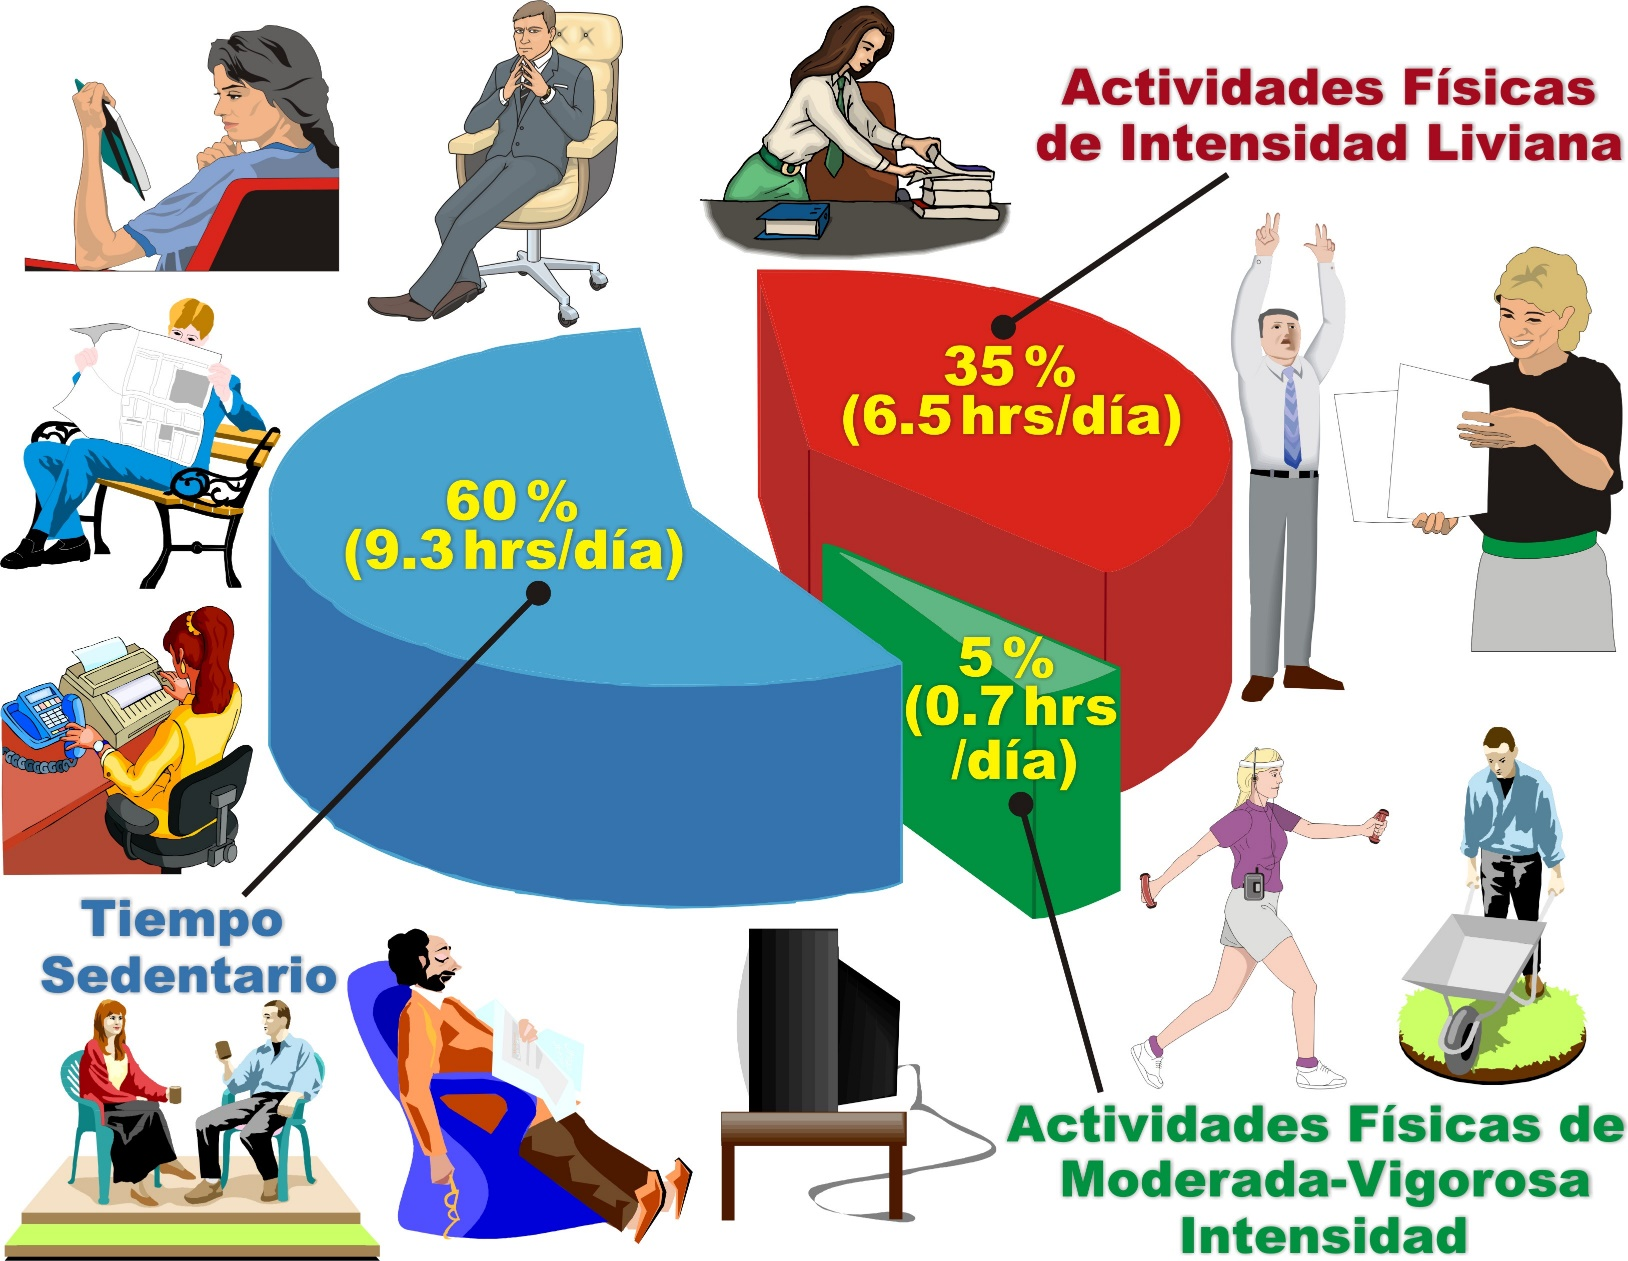 Actividades Físicas
de Intensidad Liviana
35 %
(6.5 hrs/día)
60 %
(9.3 hrs/día)
5 %
(0.7 hrs
/día)
Tiempo
Sedentario
Actividades Físicas de
Moderada-Vigorosa
Intensidad